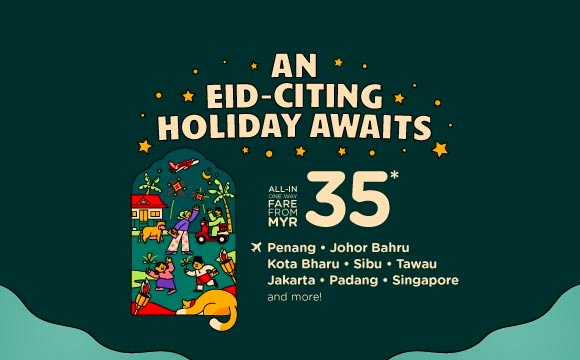 AN
EID-CITING
HOLIDAY AWAITS
ALL-IN
ONE WAY
FARE
FROM
MYR
35*
Penang • Johor Bahru
Kota Bharu • Sibu • Tawau
Jakarta • Padang • Singapore
and more!